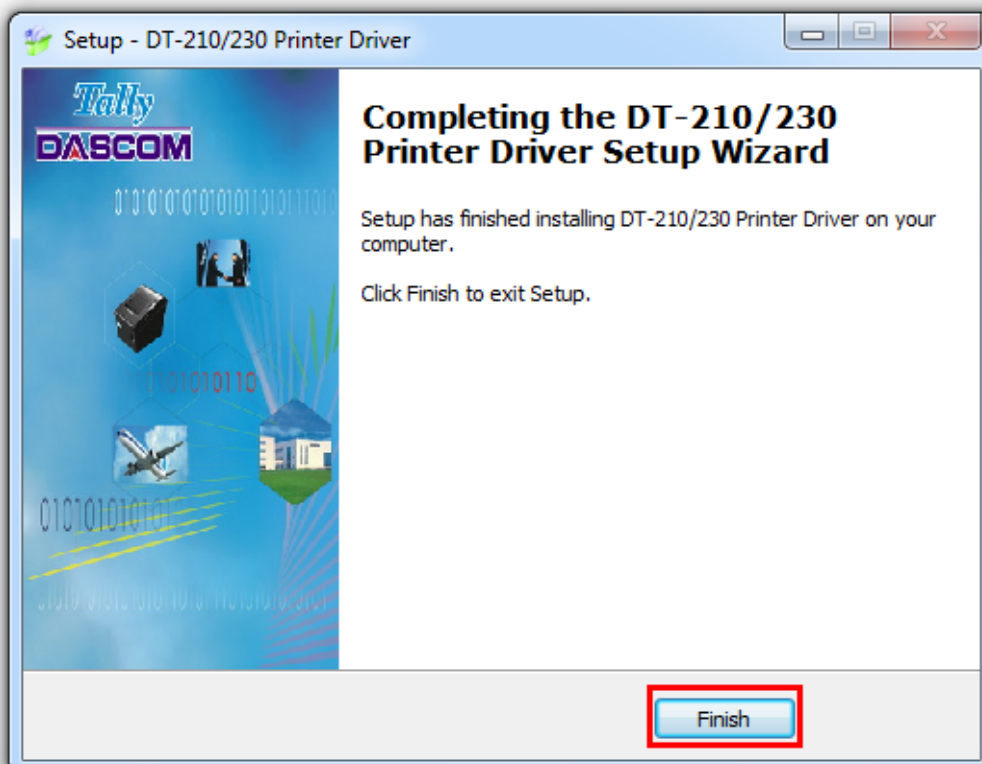 Setup - DT-210/230 Printer Driver
Tally
DASCOM
Completing the DT-210/230
Printer Driver Setup Wizard
Setup has finished installing DT-210/230 Printer Driver on your
computer.
Click Finish to exit Setup.
010101010110
Finish